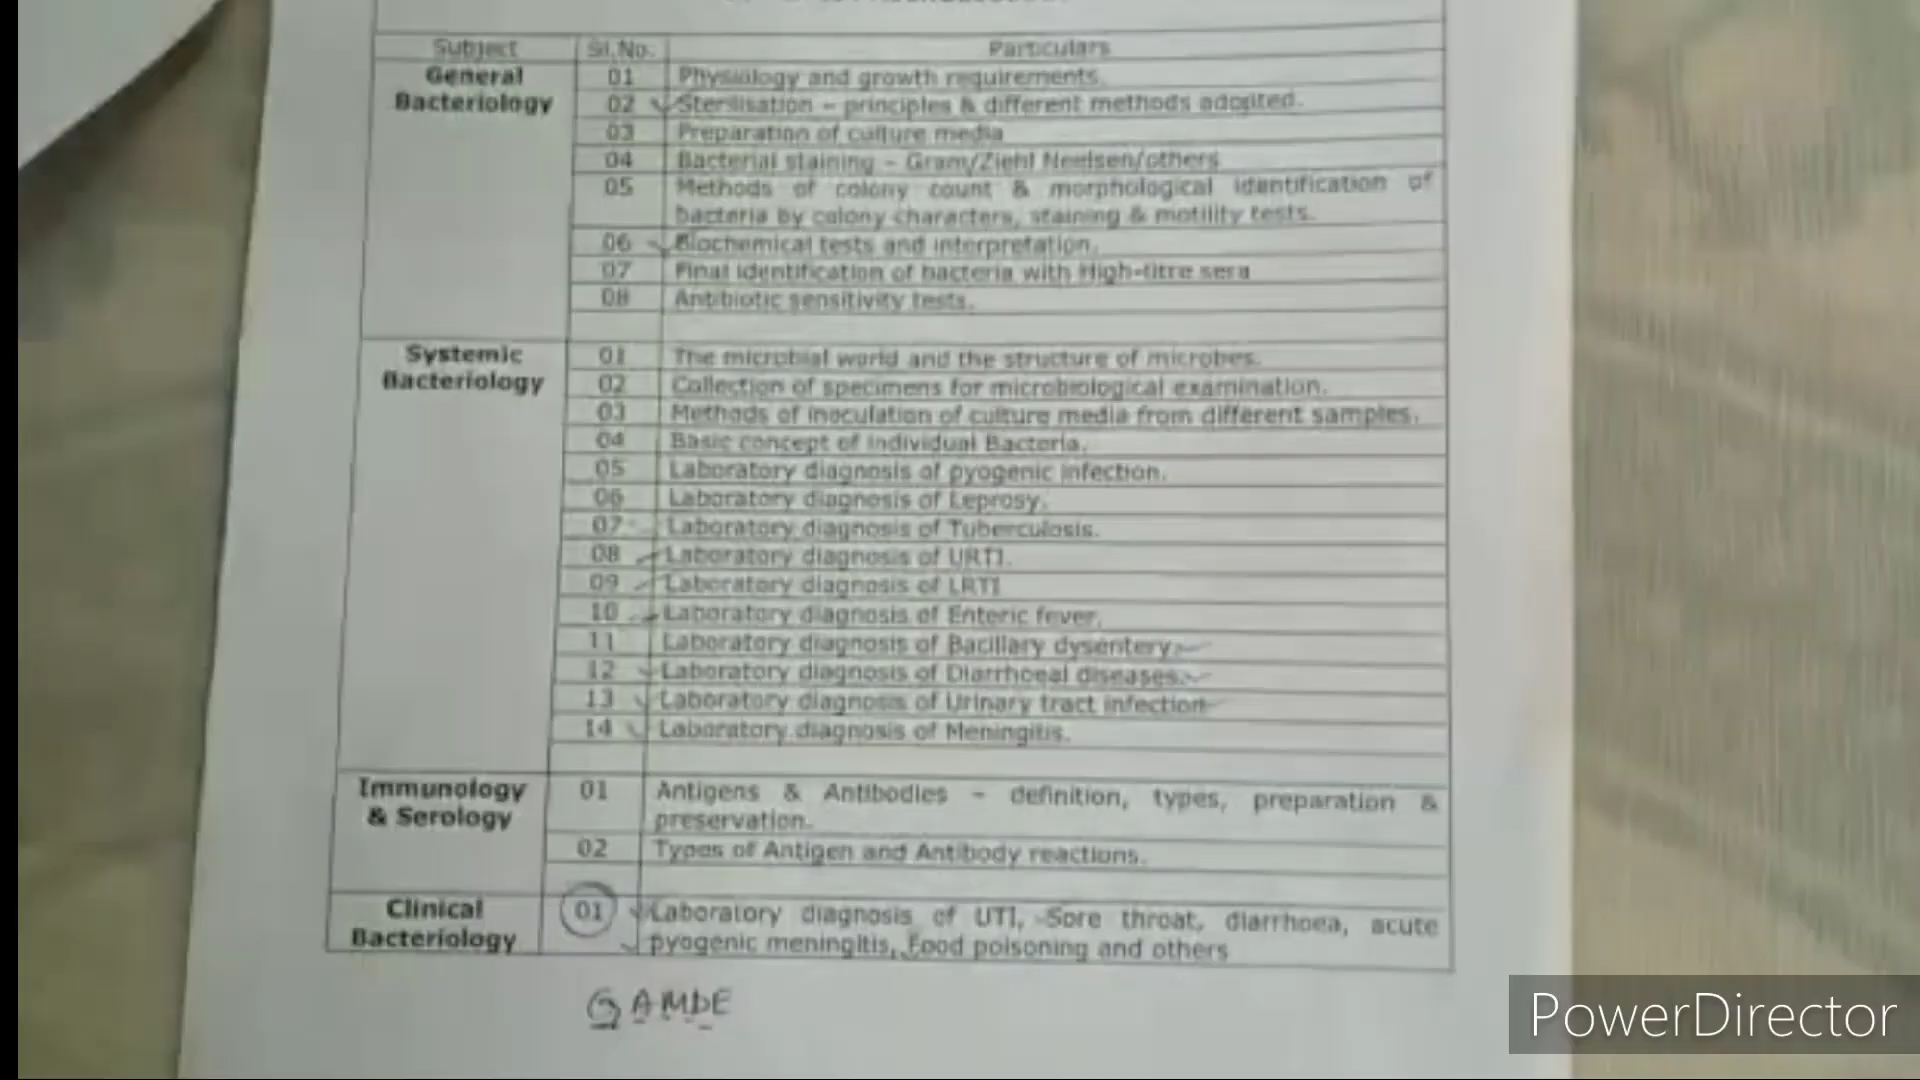 Subject Sl.No. Particulars
General Bacteriology 01 Physiology and growth requirements.
02 Sterilisation – principles & different methods adopted.
03 Preparation of culture media
04 Bacterial staining – Gram/Ziehl Neelsen/others
05 Methods of colony count & morphological identification of
bacteria by colony characters, staining & motility tests.
06 Biochemical tests and interpretation.
07 Final identification of bacteria with High-titre sera
08 Antibiotic sensitivity tests.
Systemic Bacteriology 01 The microbial world and the structure of microbes.
02 Collection of specimens for microbiological examination.
03 Methods of inoculation of culture media from different samples.
04 Basic concept of individual Bacteria.
05 Laboratory diagnosis of pyogenic infection.
06 Laboratory diagnosis of Leprosy.
07 Laboratory diagnosis of Tuberculosis.
08 Laboratory diagnosis of URTI.
09 Laboratory diagnosis of LRTI
10 Laboratory diagnosis of Enteric fever.
11 Laboratory diagnosis of Bacillary dysentery.
12 Laboratory diagnosis of Diarrhoeal diseases.
13 Laboratory diagnosis of Urinary tract infection
14 Laboratory diagnosis of Meningitis.
Immunology & Serology 01 Antigens & Antibodies – definition, types, preparation &
preservation.
02 Types of Antigen and Antibody reactions.
Clinical Bacteriology 01 Laboratory diagnosis of UTI, Sore throat, diarrhoea, acute
pyogenic meningitis, Food poisoning and others
GAMDE
PowerDirector